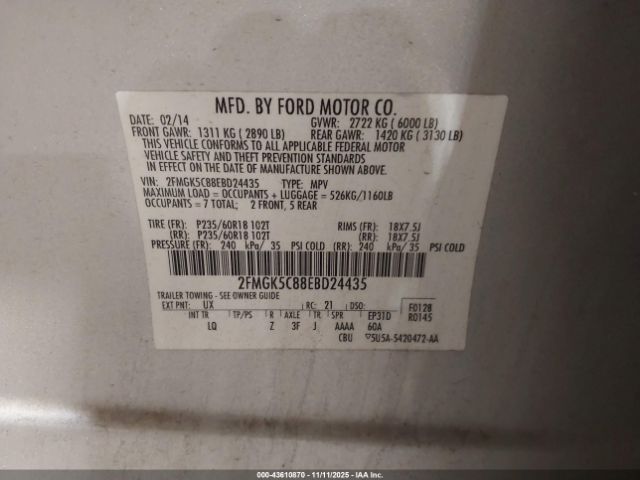 MFD. BY FORD MOTOR CO.
DATE: 02/14 GVWR: 2722 KG ( 6000 LB)
FRONT GAWR: 1311 KG ( 2890 LB) REAR GAWR: 1420 KG ( 3130 LB)
THIS VEHICLE CONFORMS TO ALL APPLICABLE FEDERAL MOTOR
VEHICLE SAFETY AND THEFT PREVENTION STANDARDS
IN EFFECT ON THE DATE OF MANUFACTURE SHOWN ABOVE.
VIN: 2FMGK5C88EBD24435 TYPE: MPV
MAXIMUM LOAD = OCCUPANTS + LUGGAGE = 526KG/1160LB
OCCUPANTS = 7 TOTAL; 2 FRONT, 5 REAR
TIRE (FR): P235/60R18 102T RIMS (FR): 18X7.5J
(RR): P235/60R18 102T (RR): 18X7.5J
PRESSURE (FR): 240 kPa/ 35 PSI COLD (RR): 240 kPa/ 35 PSI COLD
2FMGK5C88EBD24435
TRAILER TOWING - SEE OWNER GUIDE
EXT PNT: UX RC: 21 DSO: F0128
R0145
INT TR TP/PS R AXLE TR SPR EP31D
LQ Z 3F J AAAA 60A
CBU ▽5U5A-5420472-AA
000-43610870 - 11/11/2025 - IAA Inc.